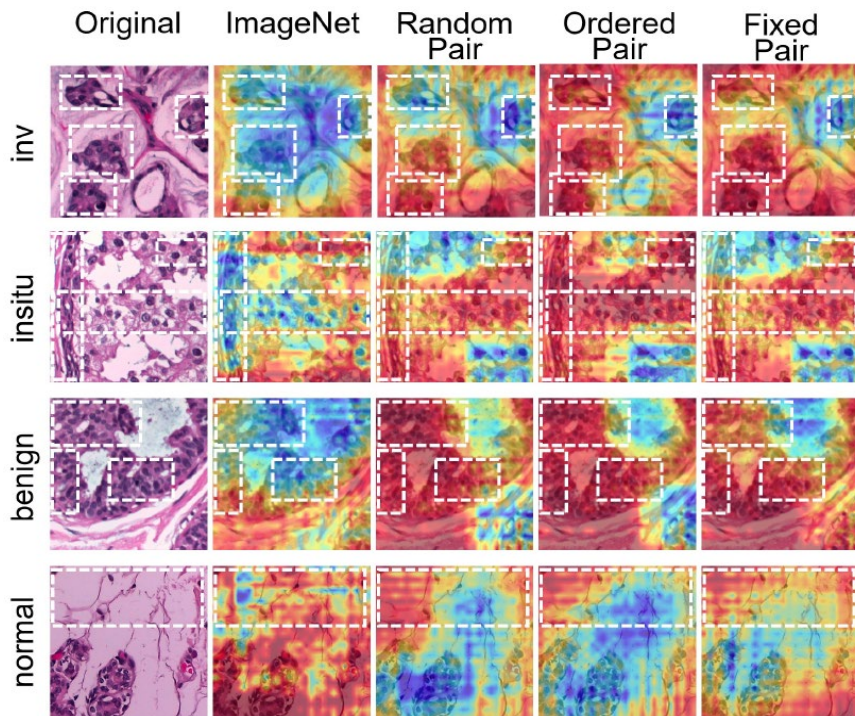 Original ImageNet Random Pair Ordered Pair Fixed Pair
inv
insitu
benign
normal